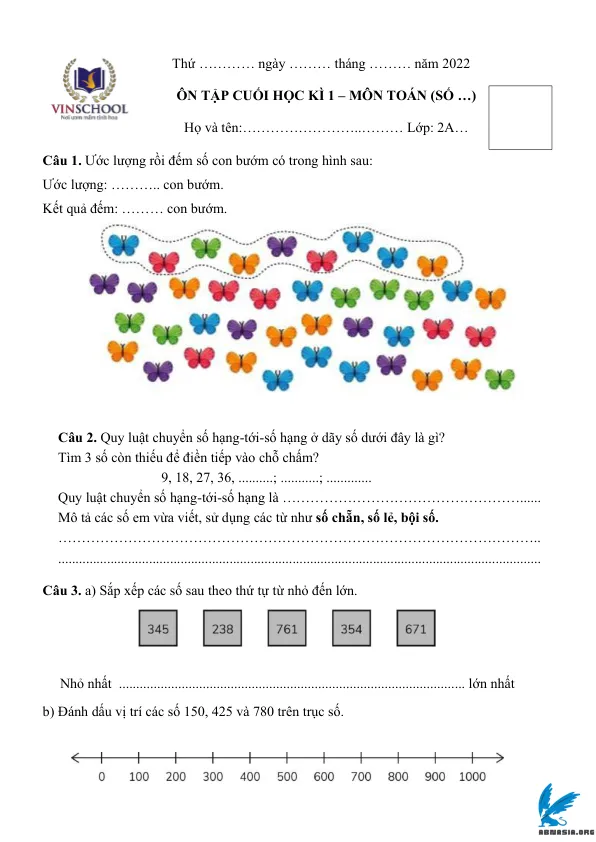 VINSCHOOL
Nơi ươm mầm tinh hoa
Thứ ………… ngày ……… tháng ……… năm 2022
ÔN TẬP CUỐI HỌC KÌ 1 – MÔN TOÁN (SỐ …)
Họ và tên:……………………..……… Lớp: 2A…
Câu 1. Ước lượng rồi đếm số con bướm có trong hình sau:
Ước lượng: ……….. con bướm.
Kết quả đếm: ……… con bướm.
Câu 2. Quy luật chuyển số hạng-tới-số hạng ở dãy số dưới đây là gì?
Tìm 3 số còn thiếu để điền tiếp vào chỗ chấm?
9, 18, 27, 36, ..........; ...........; .............
Quy luật chuyển số hạng-tới-số hạng là ……………………………………………......
Mô tả các số em vừa viết, sử dụng các từ như số chẵn, số lẻ, bội số.
…………………………………………………………………………………………..
..........................................................................................................................................
Câu 3. a) Sắp xếp các số sau theo thứ tự từ nhỏ đến lớn.
345 238 761 354 671
Nhỏ nhất ................................................................................................... lớn nhất
b) Đánh dấu vị trí các số 150, 425 và 780 trên trục số.
0 100 200 300 400 500 600 700 800 900 1000
ABNASIA.ORG